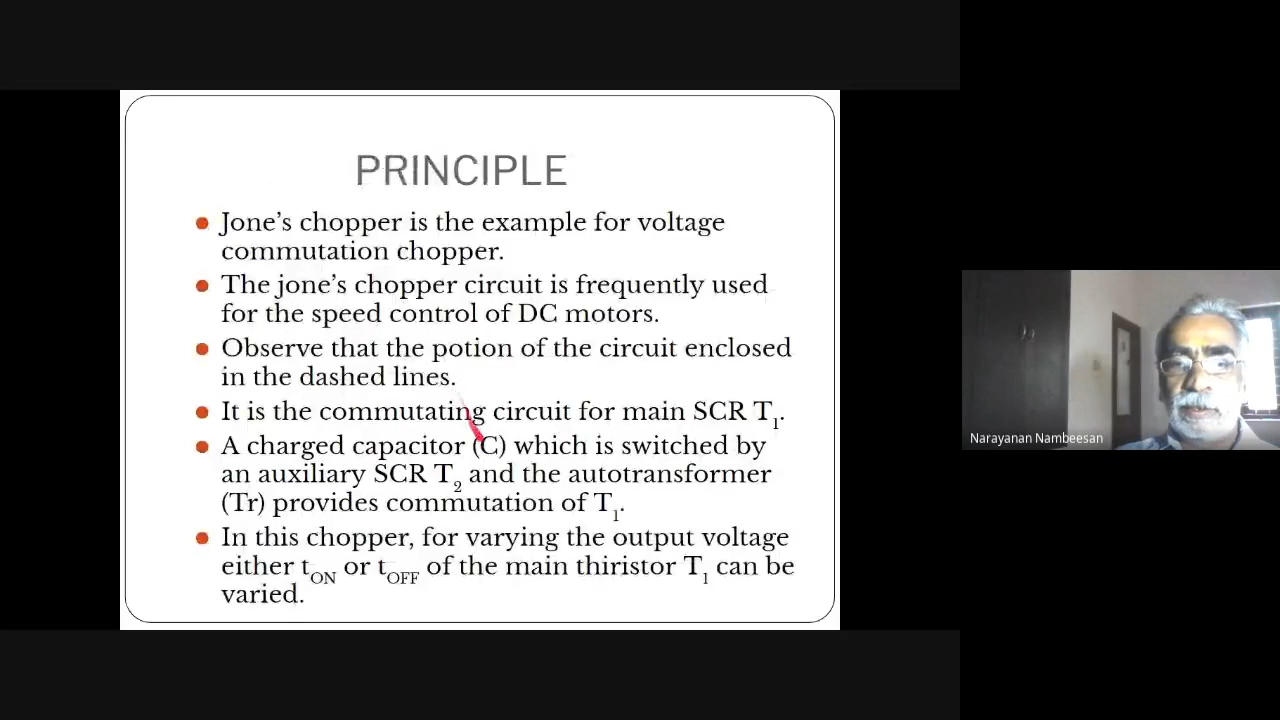 PRINCIPLE
Jone's chopper is the example for voltage
commutation chopper.
The jone's chopper circuit is frequently used
for the speed control of DC motors.
Observe that the potion of the circuit enclosed
in the dashed lines.
It is the commutating circuit for main SCR T1.
A charged capacitor (C) which is switched by
an auxiliary SCR T2 and the autotransformer
(Tr) provides commutation of T1.
In this chopper, for varying the output voltage
either tON or tOFF of the main thiristor T1 can be
varied.
Narayanan Nambeesan